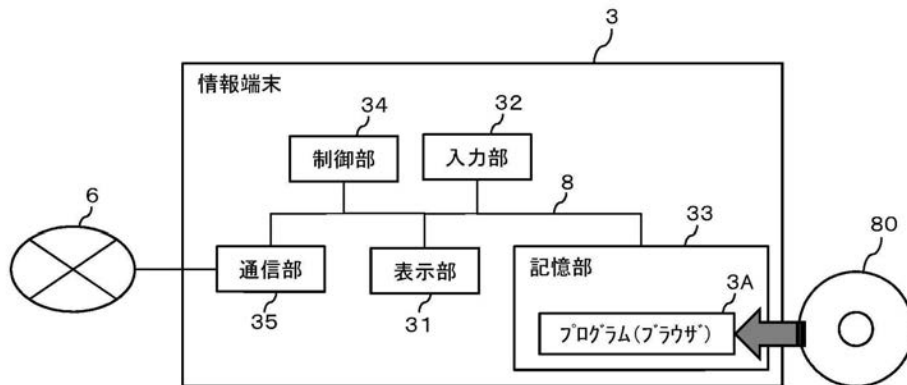 3
情報端末
34
32
制御部
入力部
6
8
33
80
通信部
表示部
記憶部
35
31
3A
ﾌﾟﾛｸﾞﾗﾑ(ﾌﾞﾗｳｻﾞ)